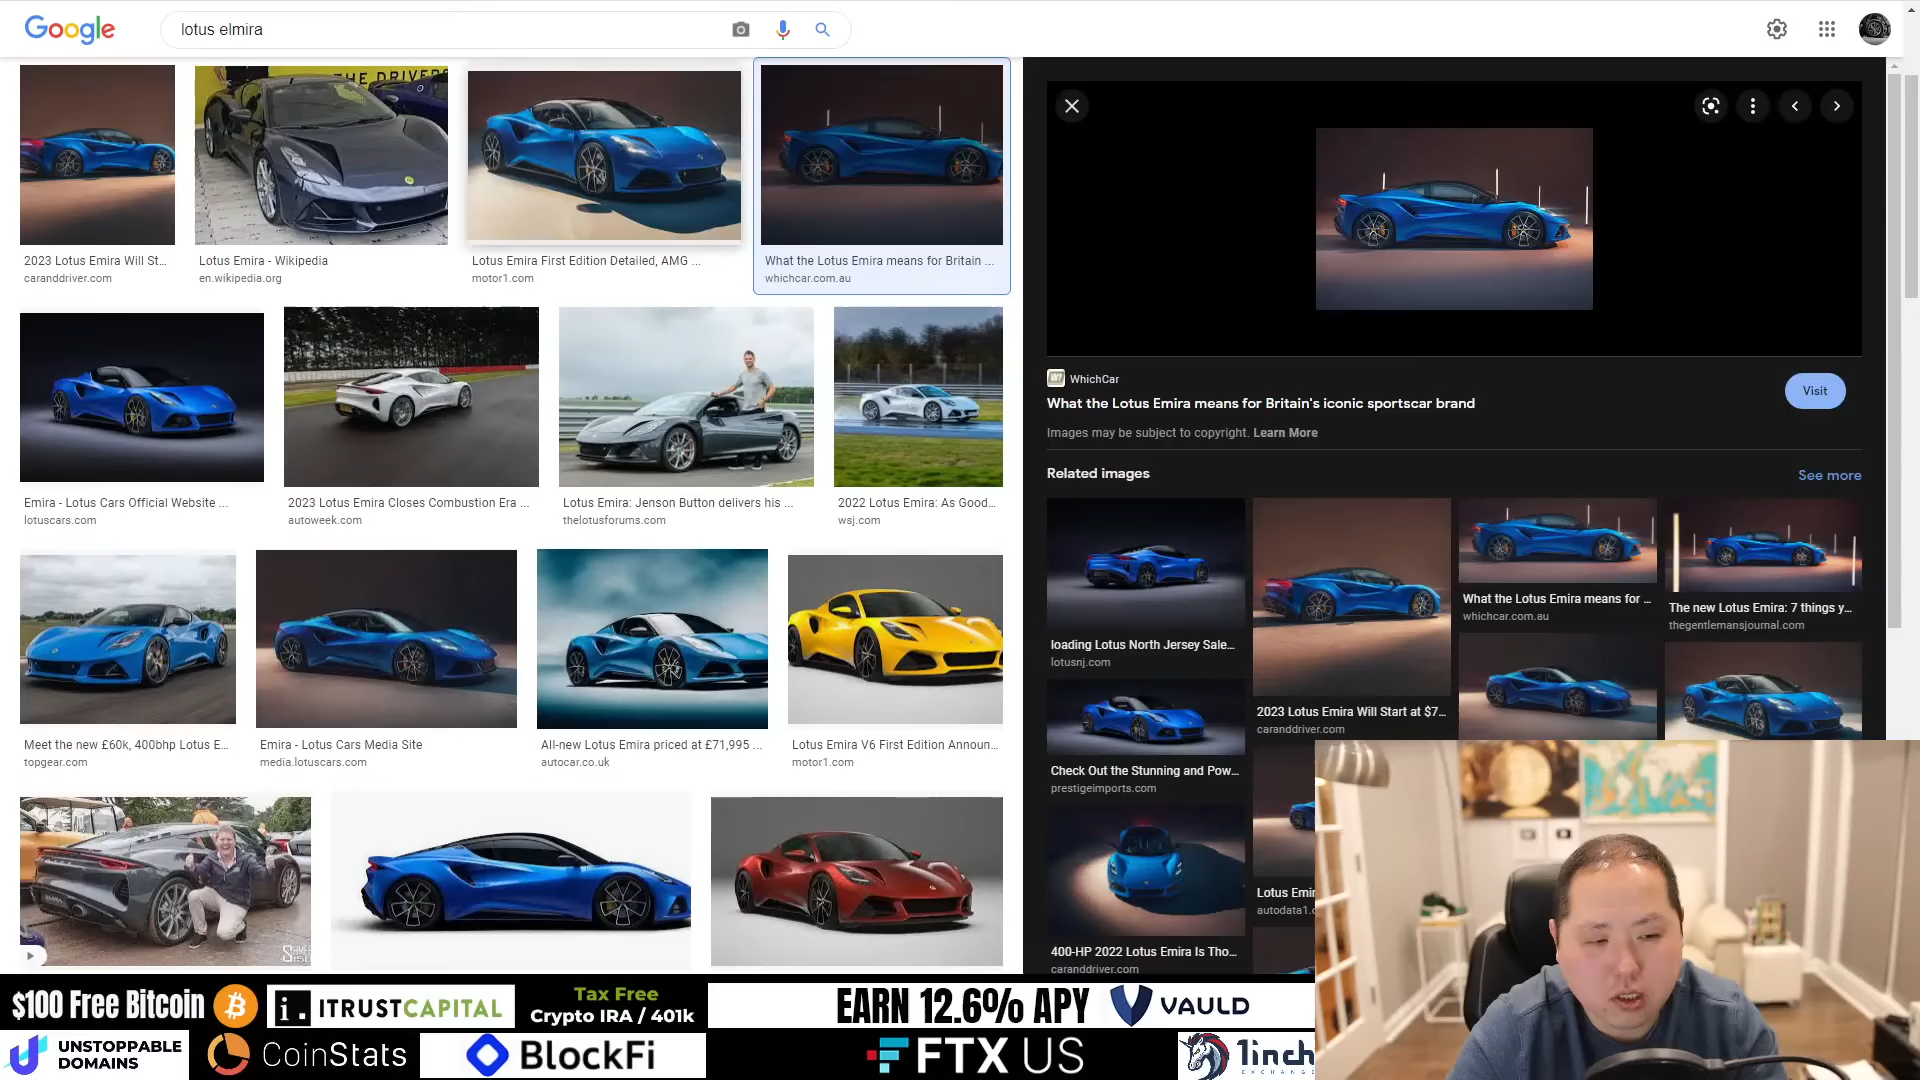 Google
lotus elmira
THE DRIVERS
2023 Lotus Emira Will St...
caranddriver.com
Lotus Emira - Wikipedia
en.wikipedia.org
Lotus Emira First Edition Detailed, AMG ...
motor1.com
What the Lotus Emira means for Britain ...
whichcar.com.au
Emira - Lotus Cars Official Website ...
lotuscars.com
2023 Lotus Emira Closes Combustion Era ...
autoweek.com
Lotus Emira: Jenson Button delivers his ...
thelotusforums.com
2022 Lotus Emira: As Good...
wsj.com
Meet the new £60k, 400bhp Lotus E...
topgear.com
Emira - Lotus Cars Media Site
media.lotuscars.com
All-new Lotus Emira priced at £71,995 ...
autocar.co.uk
Lotus Emira V6 First Edition Announ...
motor1.com
WhichCar
What the Lotus Emira means for Britain's iconic sportscar brand
Visit
Images may be subject to copyright. Learn More
Related images
See more
loading Lotus North Jersey Sale...
lotusnj.com
2023 Lotus Emira Will Start at $7...
caranddriver.com
What the Lotus Emira means for ...
whichcar.com.au
The new Lotus Emira: 7 things y...
thegentlemansjournal.com
Check Out the Stunning and Pow...
prestigeimports.com
Lotus Emir
autodata1.c
400-HP 2022 Lotus Emira Is Tho...
caranddriver.com
$100 Free Bitcoin
i. ITRUSTCAPITAL
Tax Free
Crypto IRA / 401k
EARN 12.6% APY
VAULD
UNSTOPPABLE
DOMAINS
CoinStats
BlockFi
FTX US
1inch
EXCHANGE